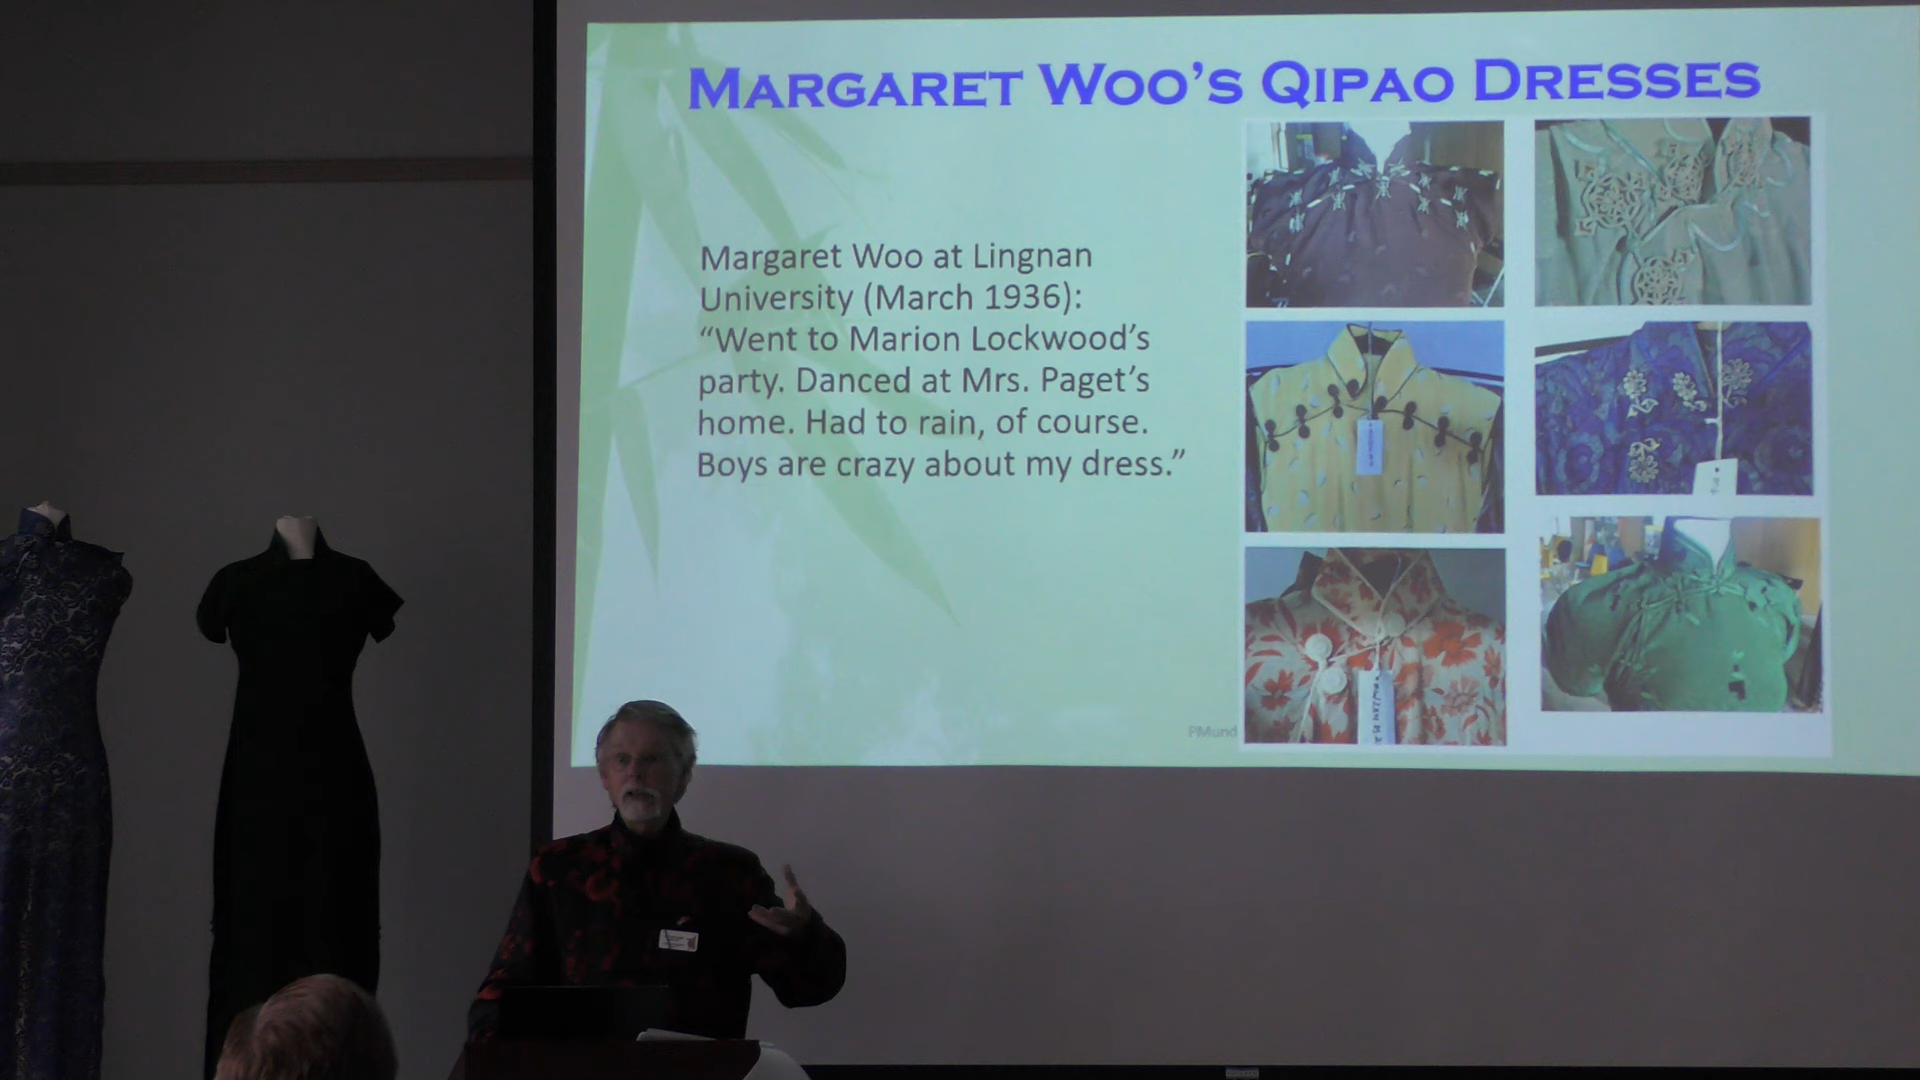 MARGARET WOO'S QIPAO DRESSES
Margaret Woo at Lingnan
University (March 1936):
“Went to Marion Lockwood’s
party. Danced at Mrs. Paget’s
home. Had to rain, of course.
Boys are crazy about my dress.”
PMund